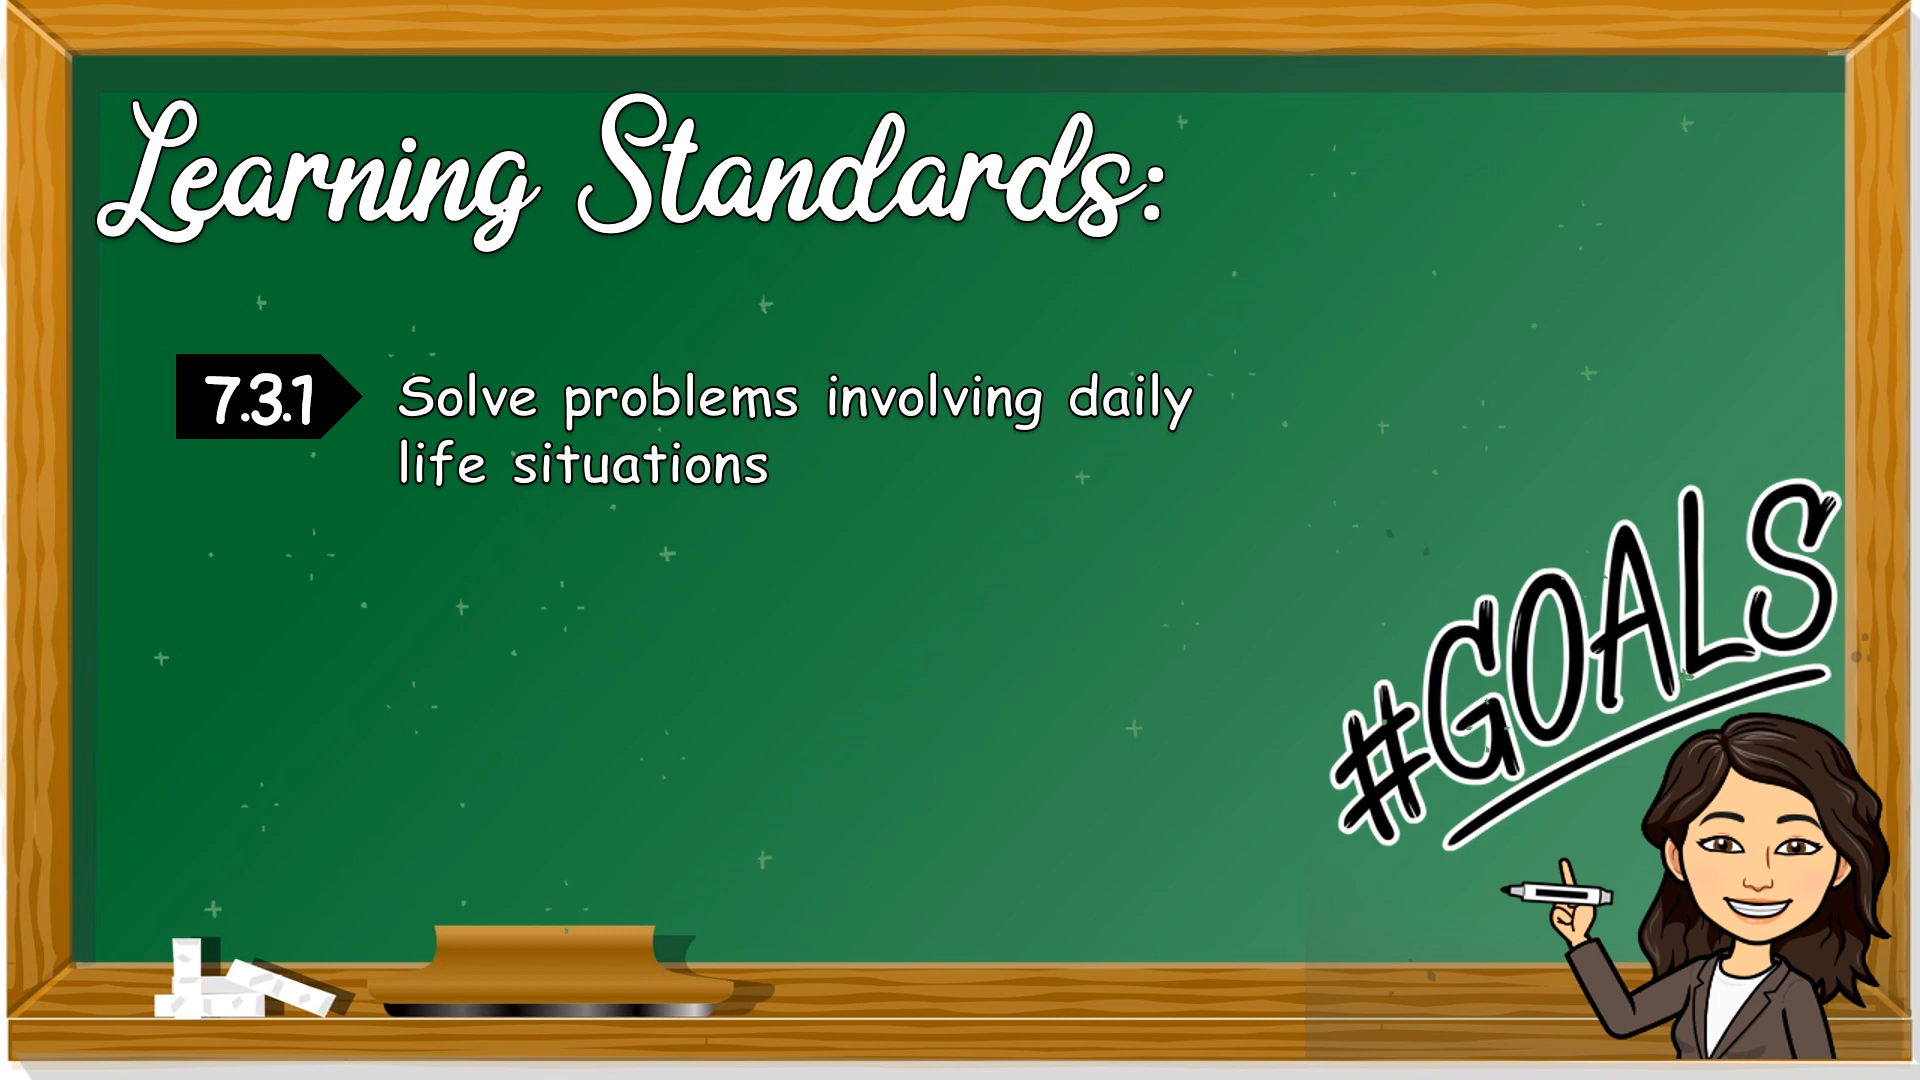 Learning Standards:
7.3.1
Solve problems involving daily
life situations
#GOALS